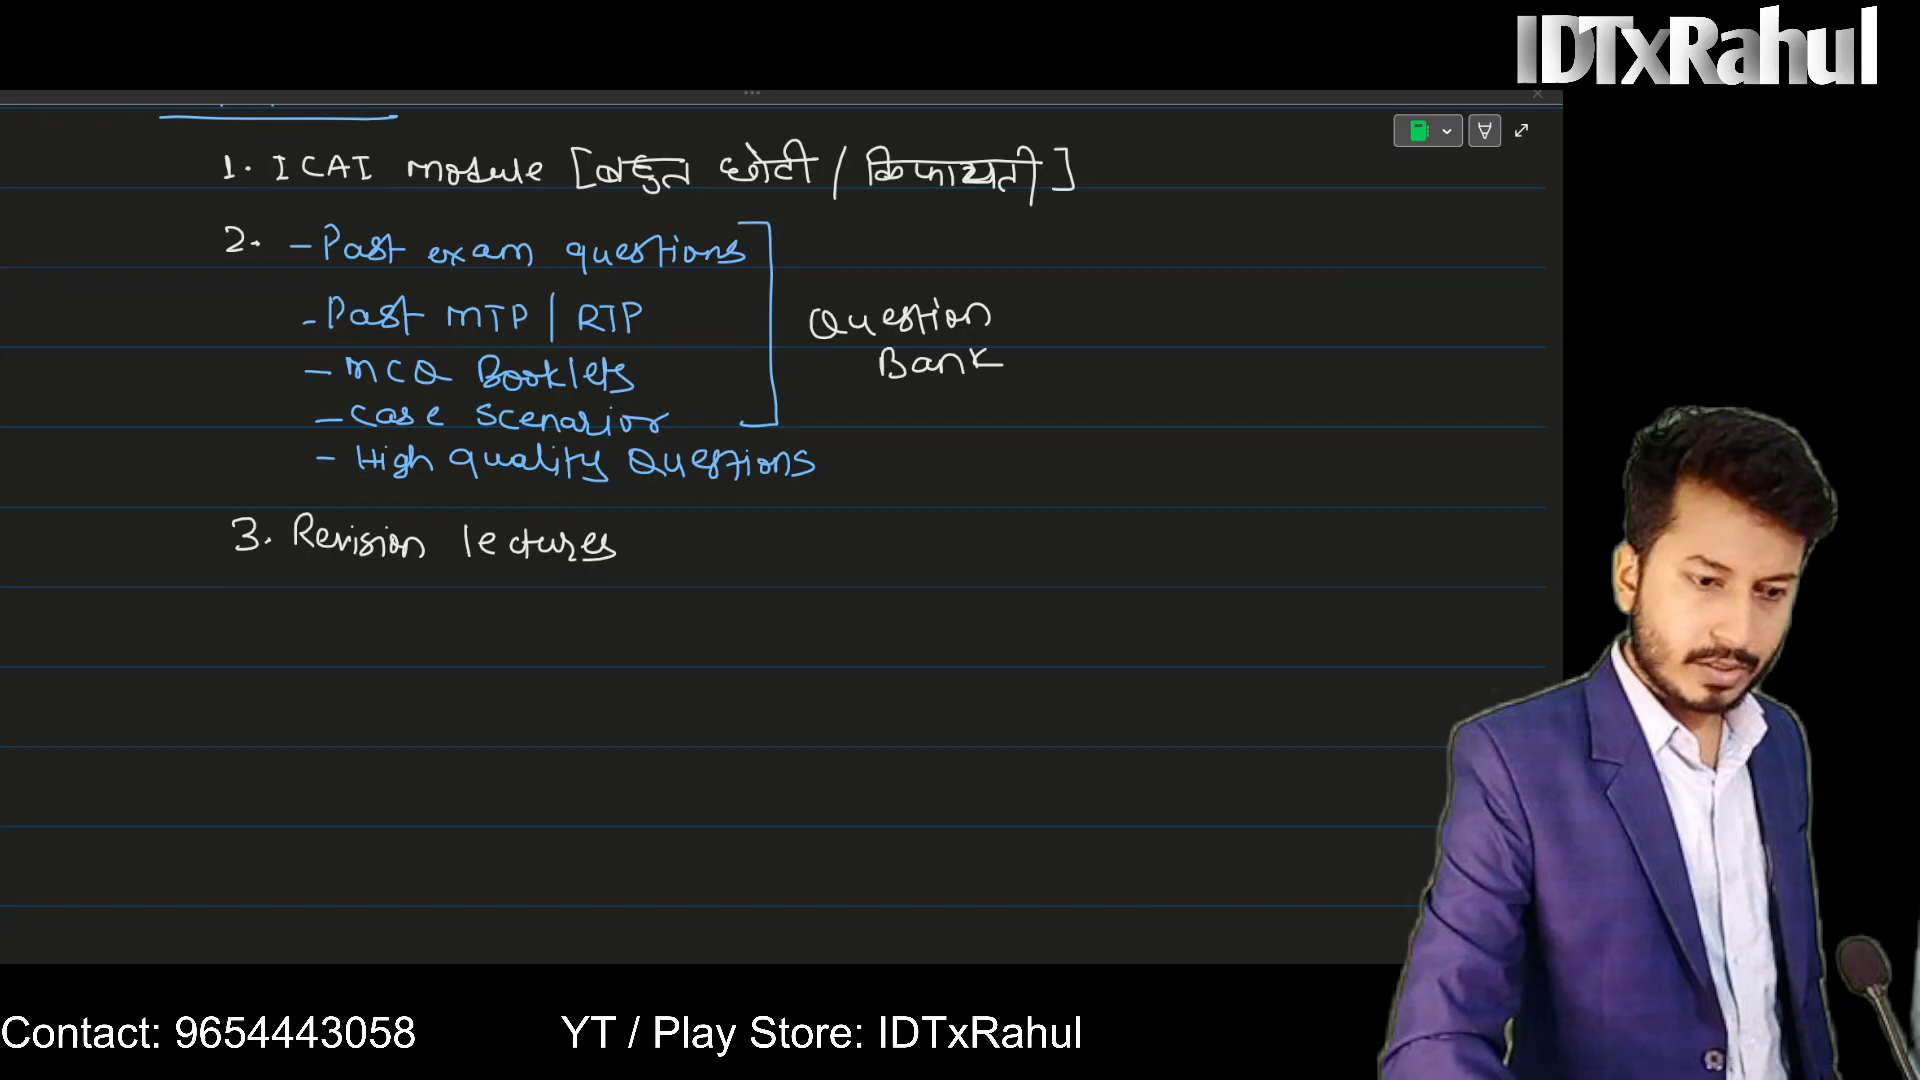 IDTxRahul
1. ICAI module [बहुत छोटी / किफायती]
2. - Past exam questions
- Past MTP | RTP
- MCQ Booklets
- Case Scenarior
- High quality Questions
Question
Bank
3. Revision lectures
Contact: 9654443058 YT / Play Store: IDTxRahul